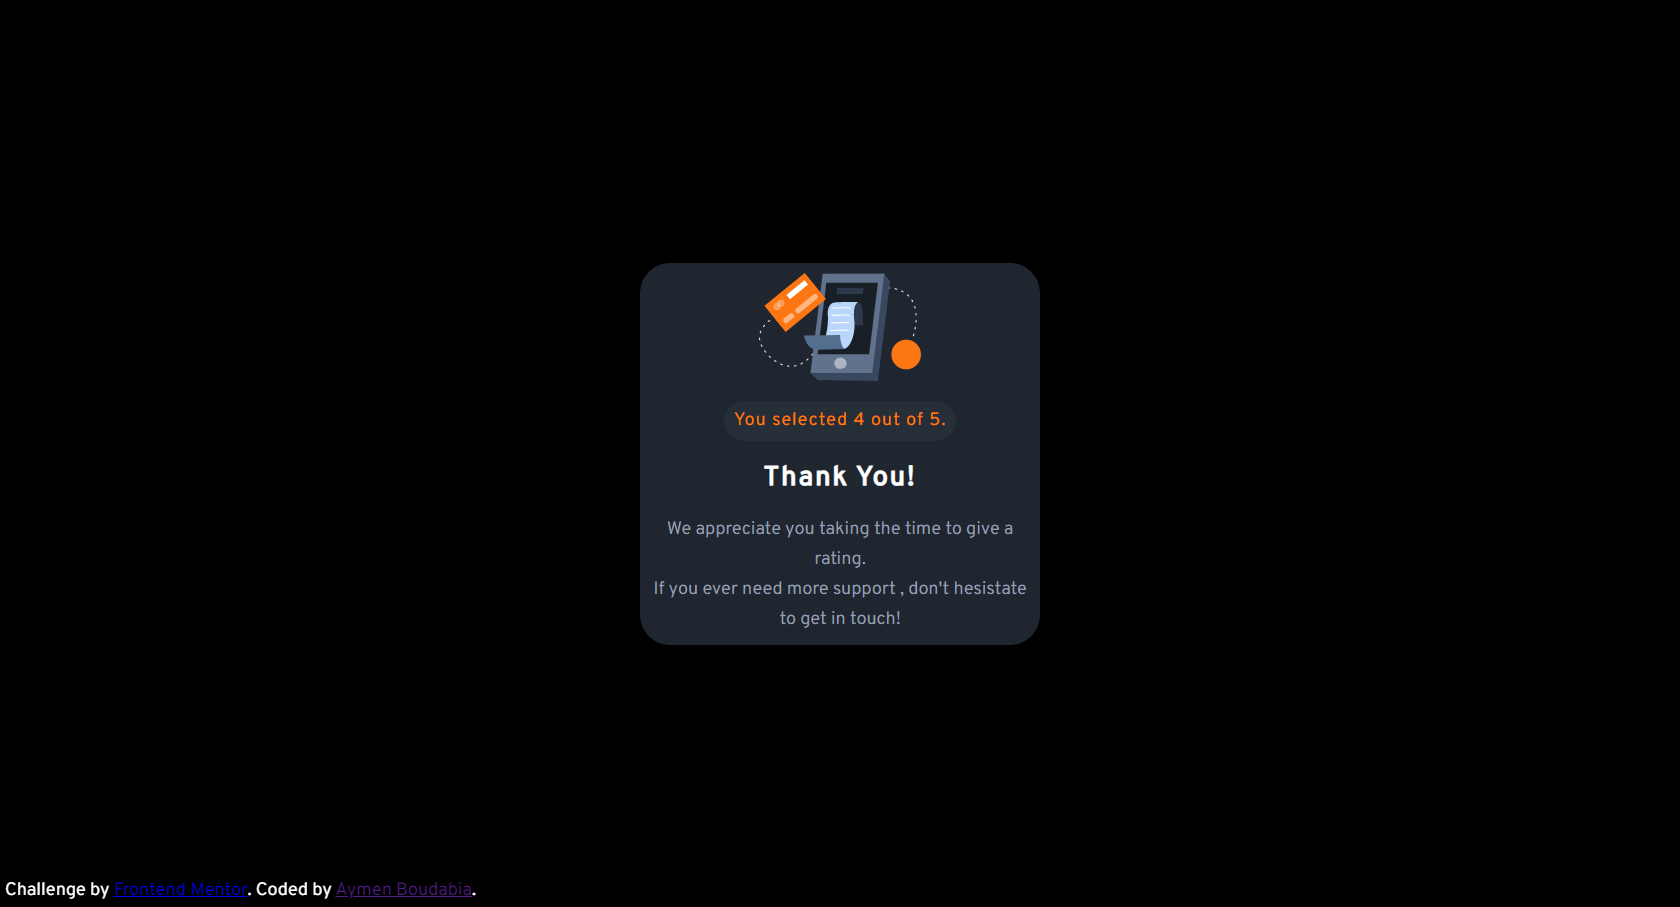 You selected 4 out of 5.
Thank You!
We appreciate you taking the time to give a
rating.
If you ever need more support , don't hesistate
to get in touch!
Challenge by Frontend Mentor. Coded by Aymen Boudabia.